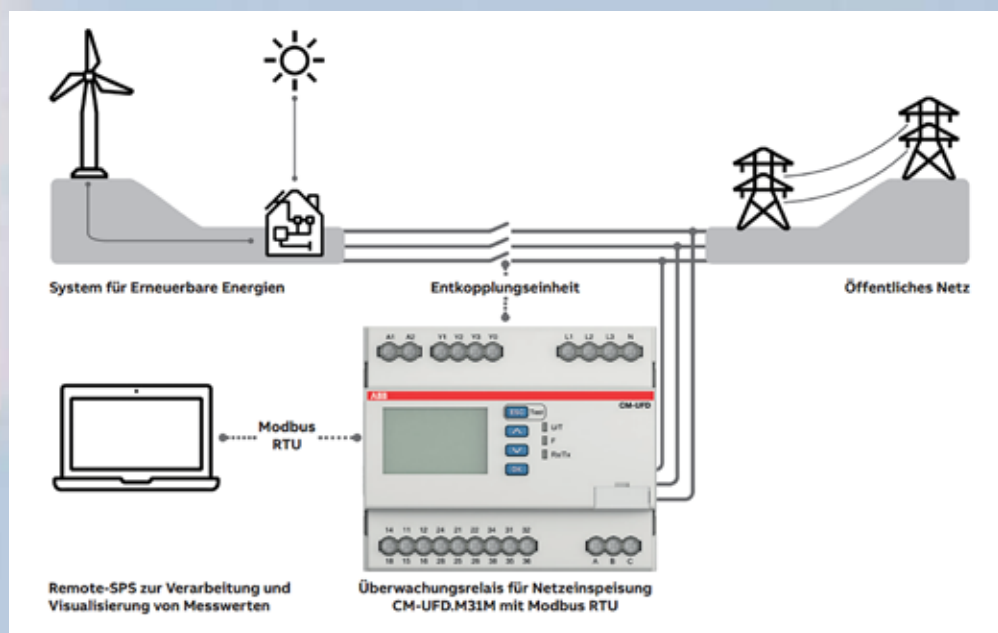 System für Erneuerbare Energien
Entkopplungseinheit
Öffentliches Netz
A1 A2 Y1 Y2 Y3 Y0 L1 L2 L3 N
ABB
CM-UFD
ESC Test
U/T
F
Rx/Tx
OK
Modbus
RTU
14 11 12 24 21 22 34 31 32
18 15 16 28 25 26 38 35 36 A B C
Remote-SPS zur Verarbeitung und
Visualisierung von Messwerten
Überwachungsrelais für Netzeinspeisung
CM-UFD.M31M mit Modbus RTU